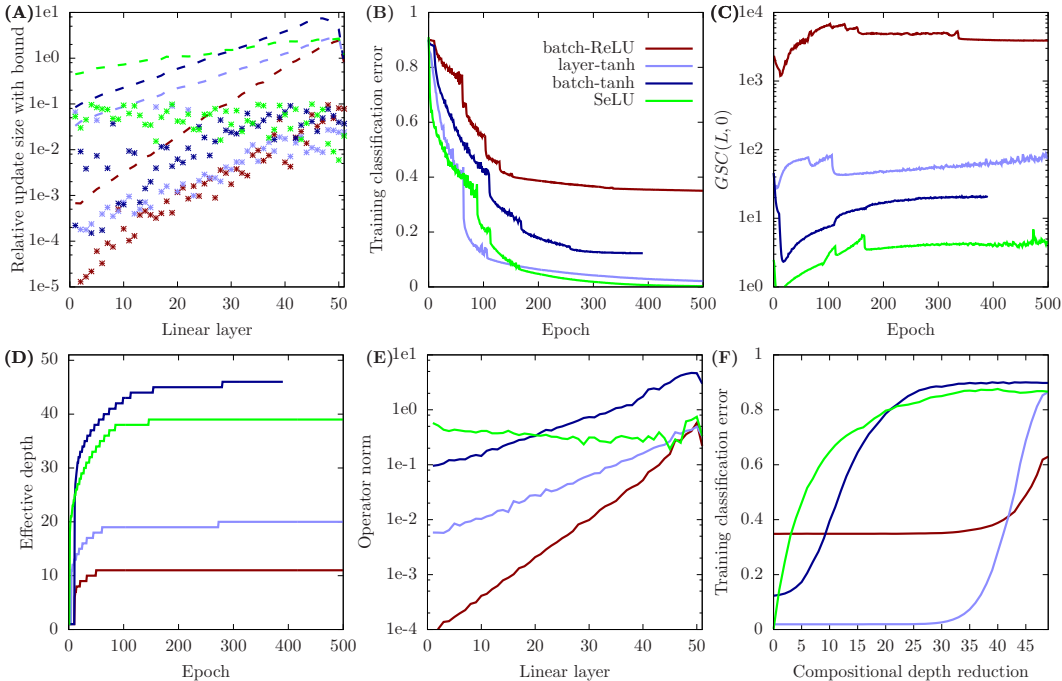 (A)
Relative update size with bound
1e1
1e0
1e-1
1e-2
1e-3
1e-4
1e-5
0 10 20 30 40 50
Linear layer
(B)
Training classification error
1
0.8
0.6
0.4
0.2
0
0 100 200 300 400 500
Epoch
batch-ReLU
layer-tanh
batch-tanh
SeLU
(C)
GSC(L, 0)
1e4
1e3
1e2
1e1
1e0
0 100 200 300 400 500
Epoch
(D)
Effective depth
50
40
30
20
10
0
0 100 200 300 400 500
Epoch
(E)
Operator norm
1e1
1e0
1e-1
1e-2
1e-3
1e-4
0 10 20 30 40 50
Linear layer
(F)
Training classification error
1
0.8
0.6
0.4
0.2
0
0 5 10 15 20 25 30 35 40 45
Compositional depth reduction